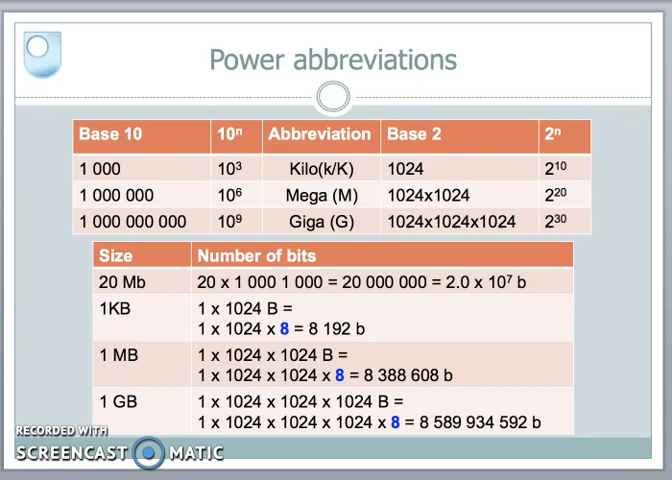 Power abbreviations
Base 10 10ⁿ Abbreviation Base 2 2ⁿ
1 000 10³ Kilo(k/K) 1024 2¹⁰
1 000 000 10⁶ Mega (M) 1024x1024 2²⁰
1 000 000 000 10⁹ Giga (G) 1024x1024x1024 2³⁰
Size Number of bits
20 Mb 20 x 1 000 1 000 = 20 000 000 = 2.0 x 10⁷ b
1KB 1 x 1024 B =
1 x 1024 x 8 = 8 192 b
1 MB 1 x 1024 x 1024 B =
1 x 1024 x 1024 x 8 = 8 388 608 b
1 GB 1 x 1024 x 1024 x 1024 B =
1 x 1024 x 1024 x 1024 x 8 = 8 589 934 592 b
RECORDED WITH
SCREENCAST MATIC